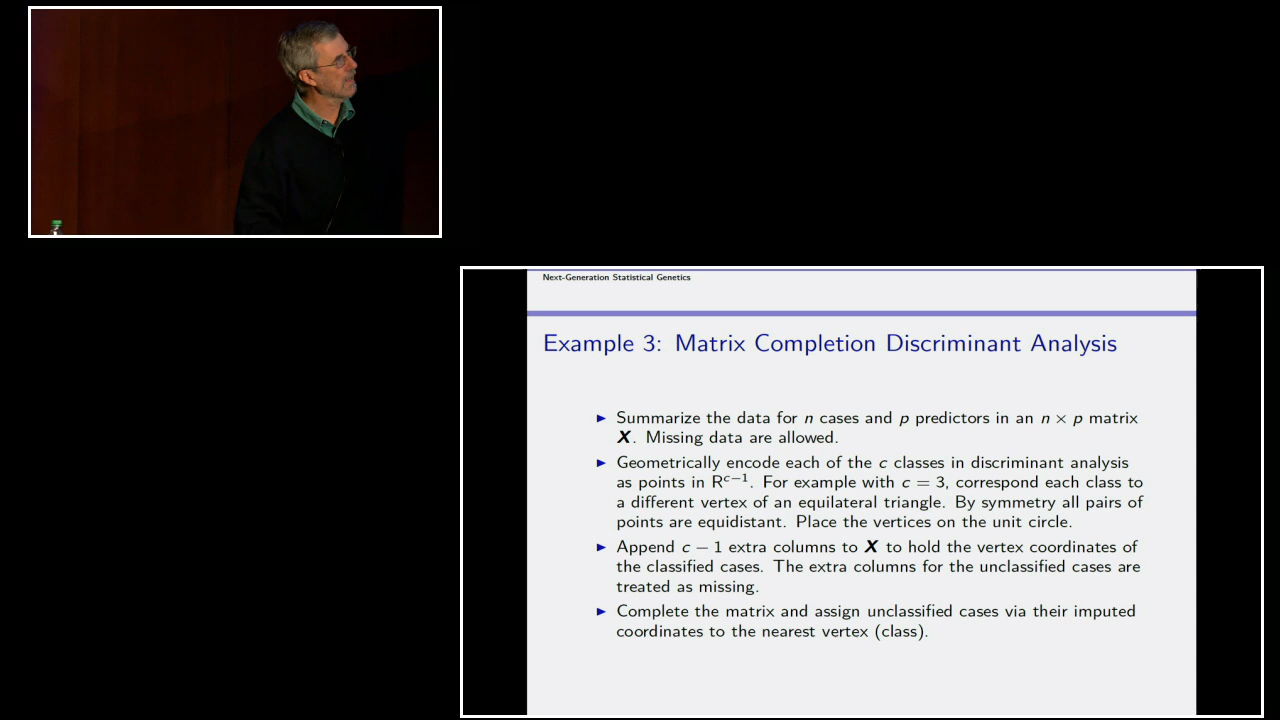 Next-Generation Statistical Genetics
Example 3: Matrix Completion Discriminant Analysis
▶ Summarize the data for n cases and p predictors in an n × p matrix
X. Missing data are allowed.
▶ Geometrically encode each of the c classes in discriminant analysis
as points in R^{c−1}. For example with c = 3, correspond each class to
a different vertex of an equilateral triangle. By symmetry all pairs of
points are equidistant. Place the vertices on the unit circle.
▶ Append c − 1 extra columns to X to hold the vertex coordinates of
the classified cases. The extra columns for the unclassified cases are
treated as missing.
▶ Complete the matrix and assign unclassified cases via their imputed
coordinates to the nearest vertex (class).